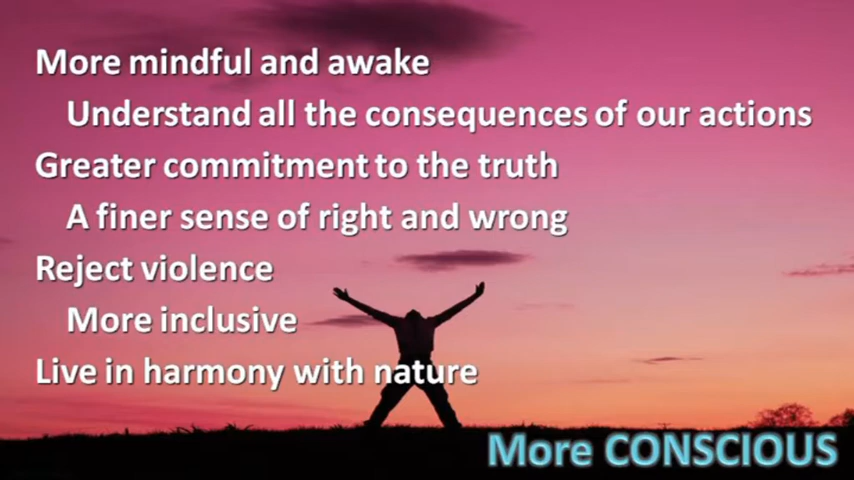 More mindful and awake
Understand all the consequences of our actions
Greater commitment to the truth
A finer sense of right and wrong
Reject violence
More inclusive
Live in harmony with nature
More CONSCIOUS